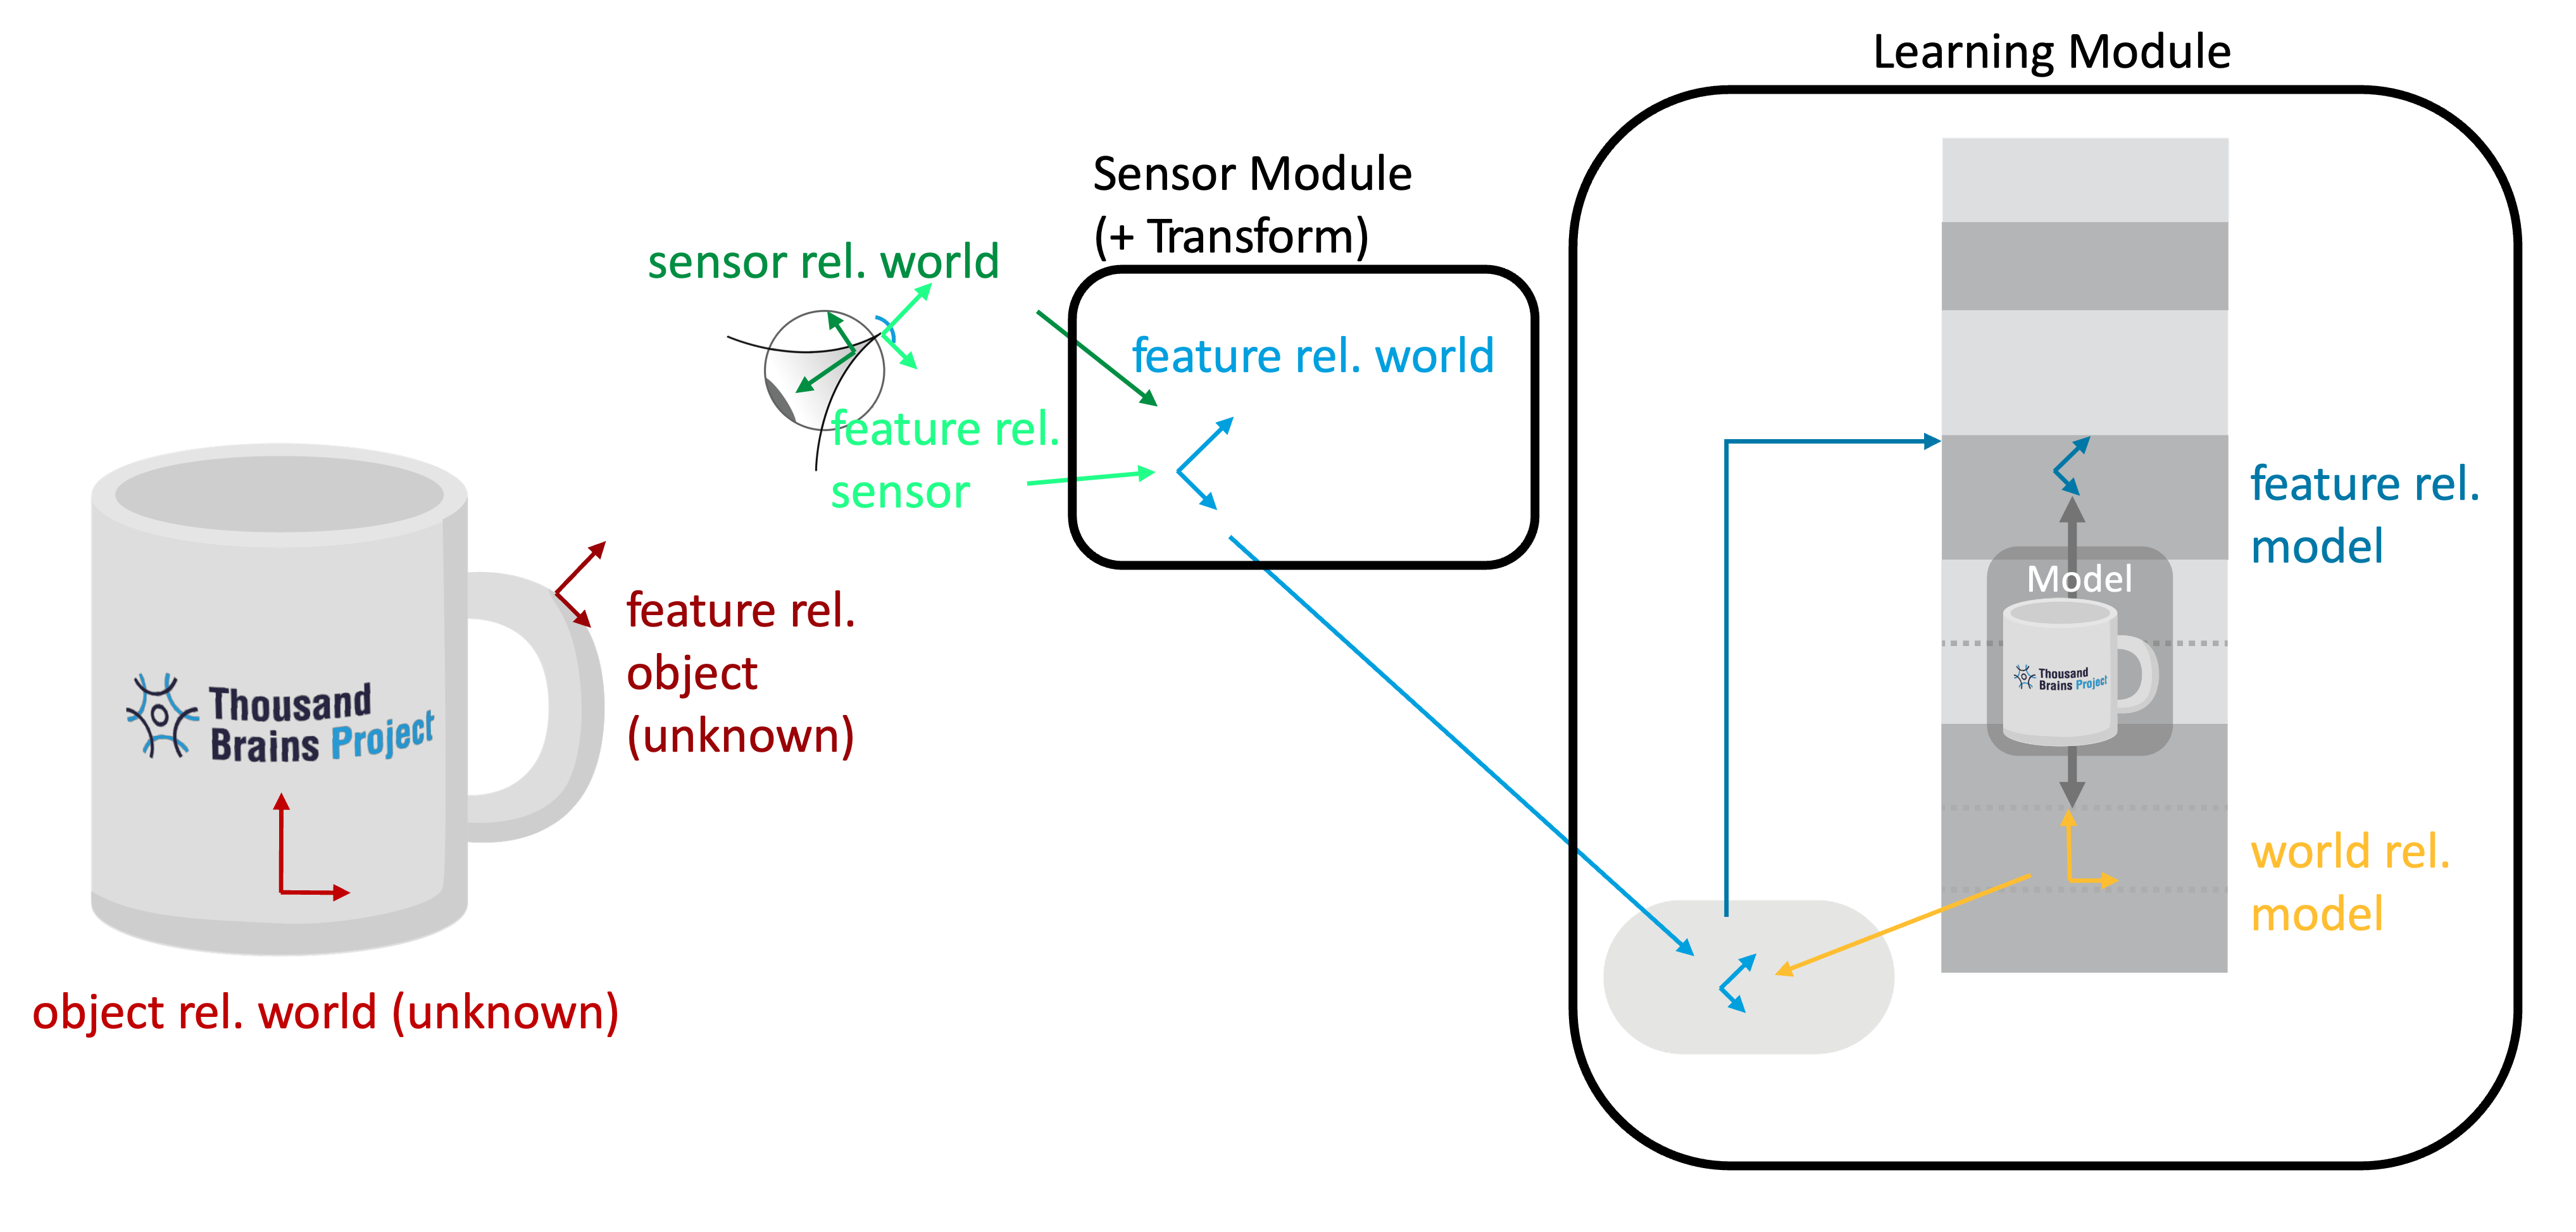 Learning Module
Sensor Module
(+ Transform)
sensor rel. world
feature rel. world
feature rel.
sensor
feature rel.
object
(unknown)
Thousand
Brains Project
object rel. world (unknown)
feature rel.
model
Model
Thousand
Brains Project
world rel.
model